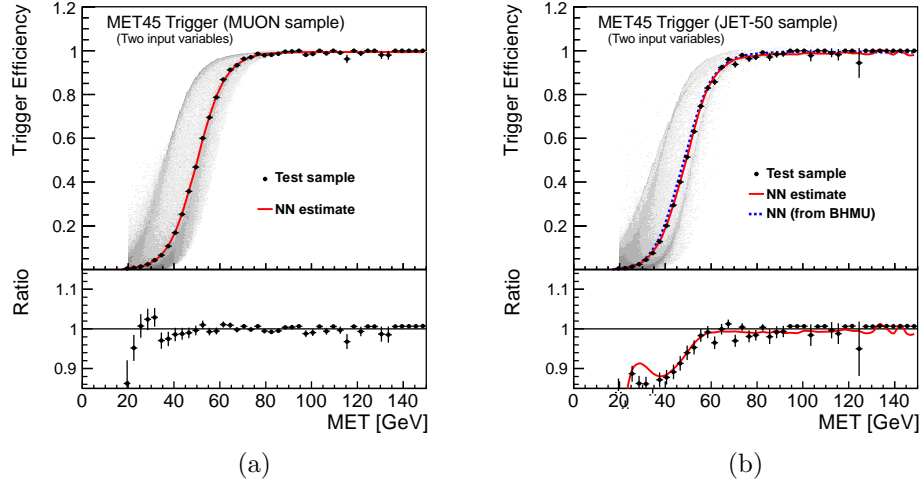 MET45 Trigger (MUON sample)
(Two input variables)
Trigger Efficiency
1.2
1.0
0.8
0.6
0.4
0.2
Test sample
NN estimate
Ratio
1.1
1
0.9
0 20 40 60 80 100 120 140
MET [GeV]
(a)
MET45 Trigger (JET-50 sample)
(Two input variables)
Trigger Efficiency
1.2
1.0
0.8
0.6
0.4
0.2
Test sample
NN estimate
NN (from BHMU)
Ratio
1.1
1
0.9
0 20 40 60 80 100 120 140
MET [GeV]
(b)